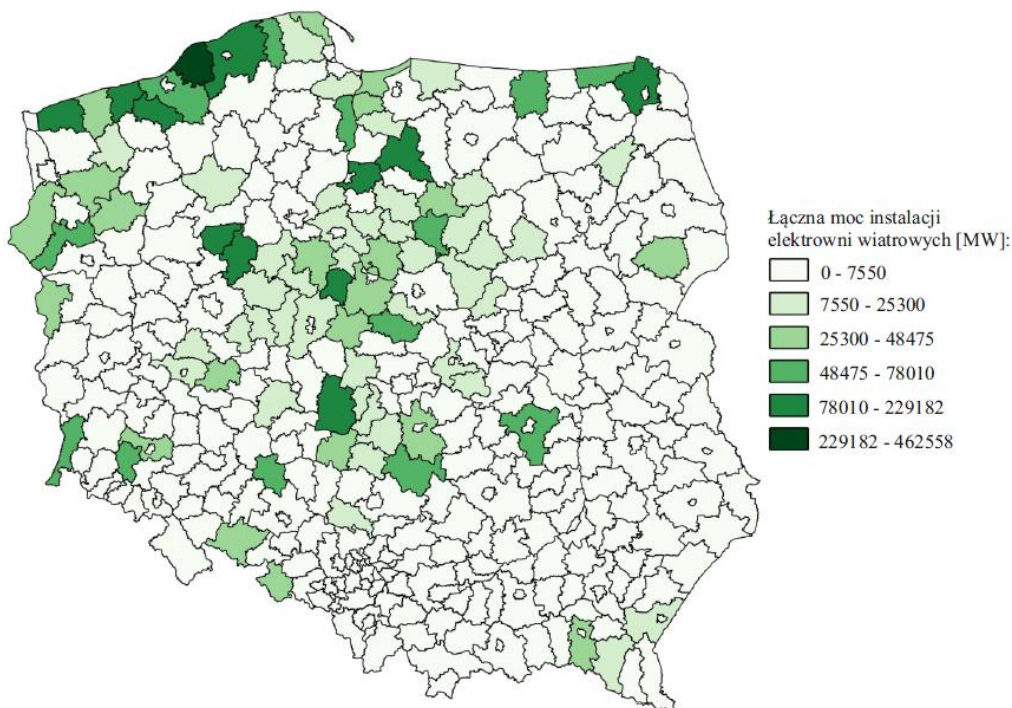 Łączna moc instalacji
elektrowni wiatrowych [MW]:
0 - 7550
7550 - 25300
25300 - 48475
48475 - 78010
78010 - 229182
229182 - 462558